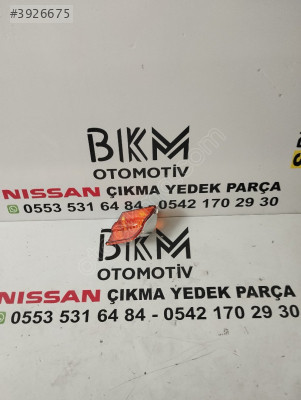 #3926675
BKM
OTOMOTİV
NISSAN ÇIKMA YEDEK PARÇA
0553 531 64 84 - 0542 170 29 30
BKM
OTOMOTİV
NISSAN ÇIKMA YEDEK PARÇA
0553 531 64 84 - 0542 170 29 30